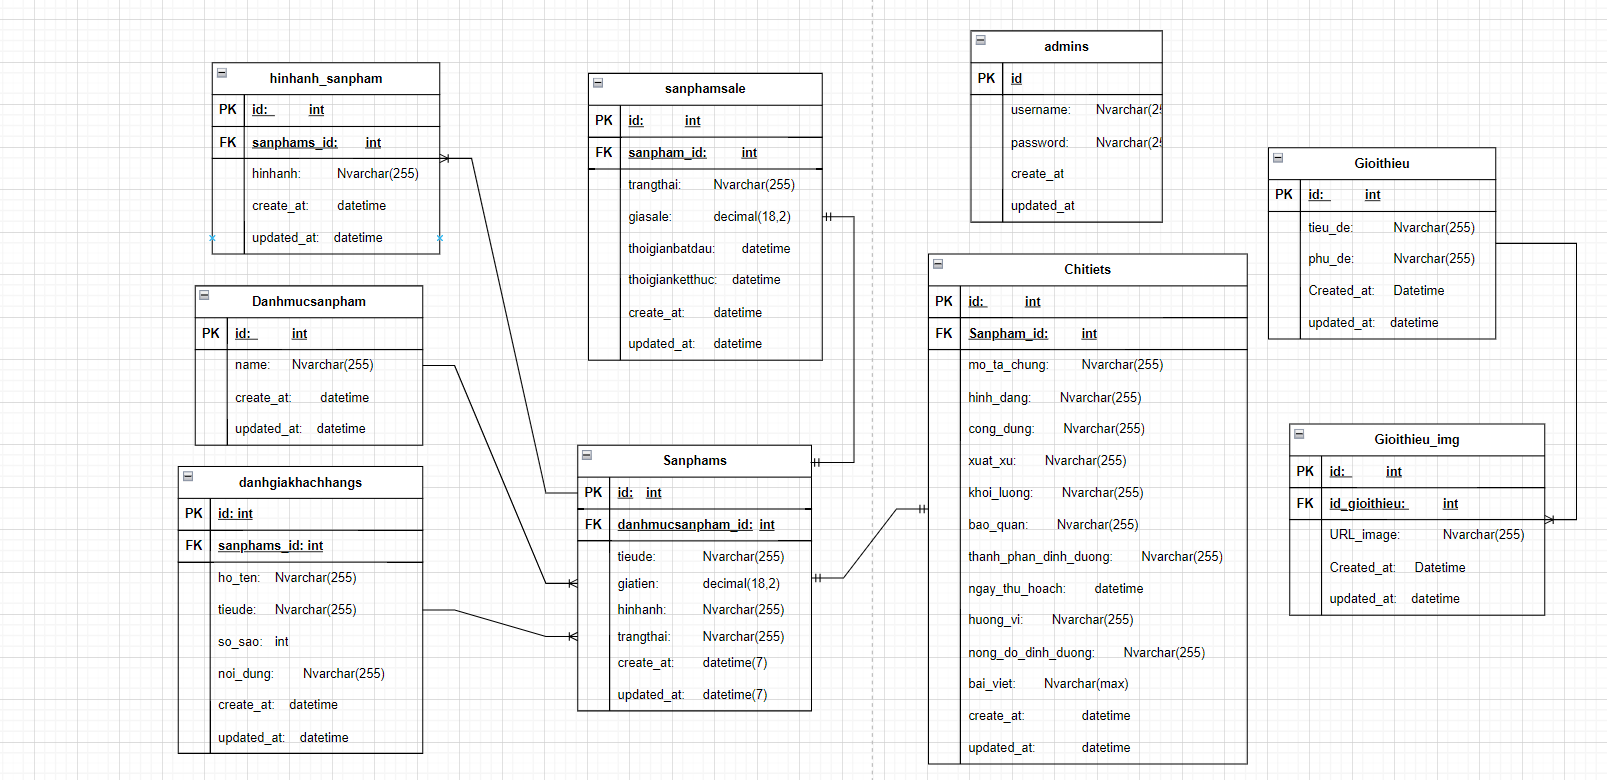 hinhanh_sanpham
PK id: int
FK sanphams_id: int
hinhanh: Nvarchar(255)
create_at: datetime
updated_at: datetime
Danhmucsanpham
PK id: int
name: Nvarchar(255)
create_at: datetime
updated_at: datetime
danhgiakhachhangs
PK id: int
FK sanphams_id: int
ho_ten: Nvarchar(255)
tieude: Nvarchar(255)
so_sao: int
noi_dung: Nvarchar(255)
create_at: datetime
updated_at: datetime
sanphamsale
PK id: int
FK sanpham_id: int
trangthai: Nvarchar(255)
giasale: decimal(18,2)
thoigianbatdau: datetime
thoigianketthuc: datetime
create_at: datetime
updated_at: datetime
Sanphams
PK id: int
FK danhmucsanpham_id: int
tieude: Nvarchar(255)
giatien: decimal(18,2)
hinhanh: Nvarchar(255)
trangthai: Nvarchar(255)
create_at: datetime(7)
updated_at: datetime(7)
admins
PK id
username: Nvarchar(2
password: Nvarchar(2
create_at
updated_at
Chitiets
PK id: int
FK Sanpham_id: int
mo_ta_chung: Nvarchar(255)
hinh_dang: Nvarchar(255)
cong_dung: Nvarchar(255)
xuat_xu: Nvarchar(255)
khoi_luong: Nvarchar(255)
bao_quan: Nvarchar(255)
thanh_phan_dinh_duong: Nvarchar(255)
ngay_thu_hoach: datetime
huong_vi: Nvarchar(255)
nong_do_dinh_duong: Nvarchar(255)
bai_viet: Nvarchar(max)
create_at: datetime
updated_at: datetime
Gioithieu
PK id: int
tieu_de: Nvarchar(255)
phu_de: Nvarchar(255)
Created_at: Datetime
updated_at: datetime
Gioithieu_img
PK id: int
FK id_gioithieu: int
URL_image: Nvarchar(255)
Created_at: Datetime
updated_at: datetime